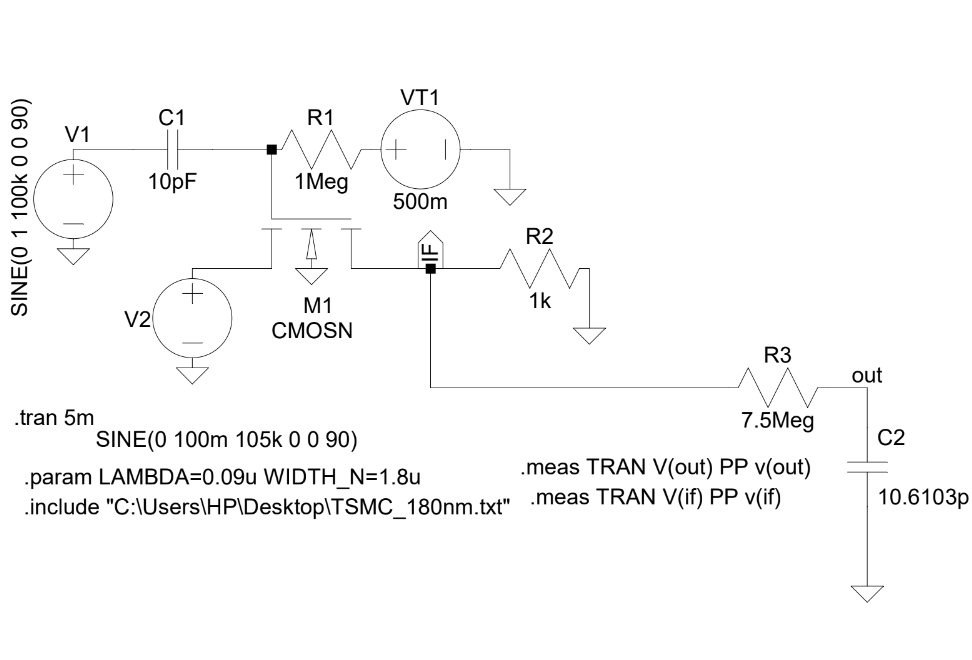 SINE(0 1 100k 0 0 90)
V1
C1
10pF
R1
1Meg
VT1
500m
IF
R2
1k
V2
M1
CMOSN
R3
7.5Meg
out
C2
10.6103p
.tran 5m
SINE(0 100m 105k 0 0 90)
.param LAMBDA=0.09u WIDTH_N=1.8u
.include "C:\Users\HP\Desktop\TSMC_180nm.txt"
.meas TRAN V(out) PP v(out)
.meas TRAN V(if) PP v(if)